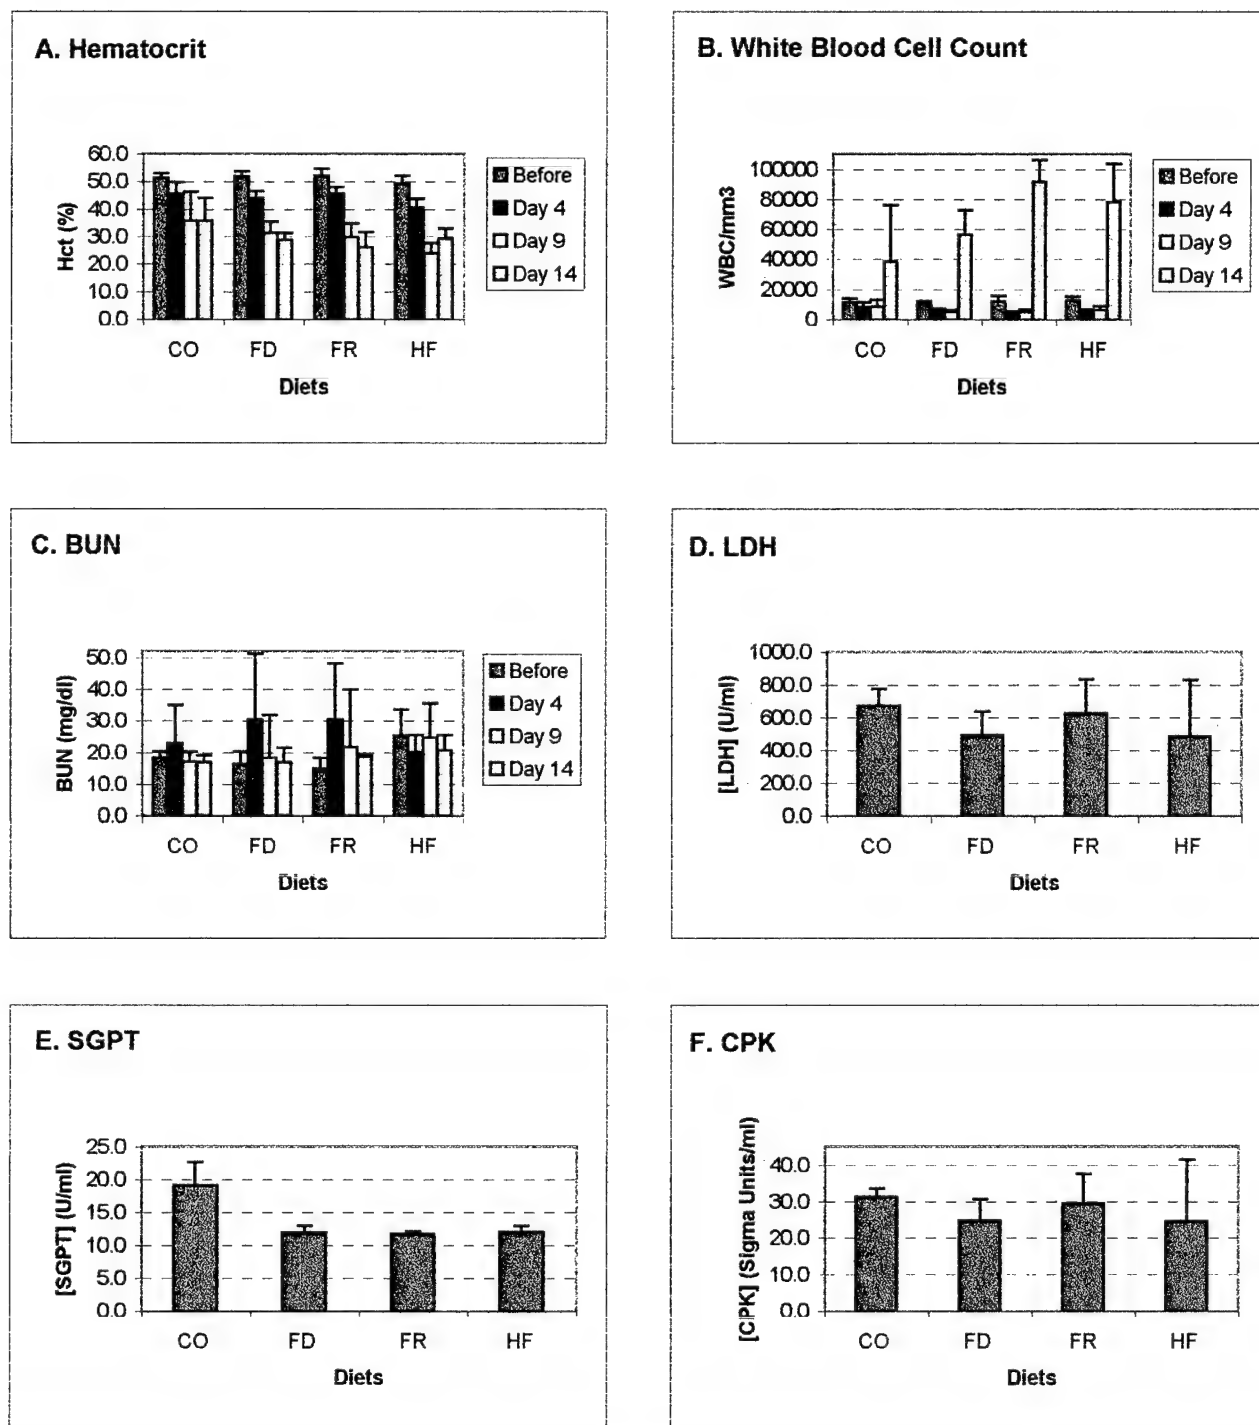 A. Hematocrit
60.0
50.0
40.0
30.0
20.0
10.0
0.0
Hct (%)
CO FD FR HF
Diets
Before
Day 4
Day 9
Day 14
B. White Blood Cell Count
100000
80000
60000
40000
20000
0
WBC/mm3
CO FD FR HF
Diets
Before
Day 4
Day 9
Day 14
C. BUN
50.0
40.0
30.0
20.0
10.0
0.0
BUN (mg/dl)
CO FD FR HF
Diets
Before
Day 4
Day 9
Day 14
D. LDH
1000.0
800.0
600.0
400.0
200.0
0.0
[LDH] (U/ml)
CO FD FR HF
Diets
E. SGPT
25.0
20.0
15.0
10.0
5.0
0.0
[SGPT] (U/ml)
CO FD FR HF
Diets
F. CPK
40.0
30.0
20.0
10.0
0.0
[CPK] (Sigma Units/ml)
CO FD FR HF
Diets